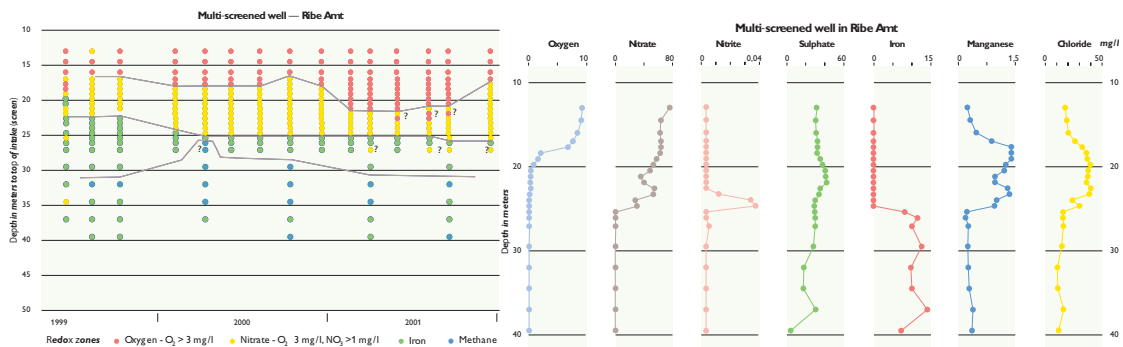 Multi-screened well — Ribe Amt
Depth in meters to top of intake (screen)
10
15
20
25
30
35
40
45
50
?
?
?
?
?
?
?
1999
2000
2001
Redox zones
Oxygen - O2 > 3 mg/l
Nitrate - O2 3 mg/l, NO3 >1 mg/l
Iron
Methane
Multi-screened well in Ribe Amt
Oxygen Nitrate Nitrite Sulphate Iron Manganese Chloride mg/l
0 10 0 80 0 0,04 0 60 0 15 0 1.5 0 50
Depth in meters
10 10
20 20
30 30
40 40